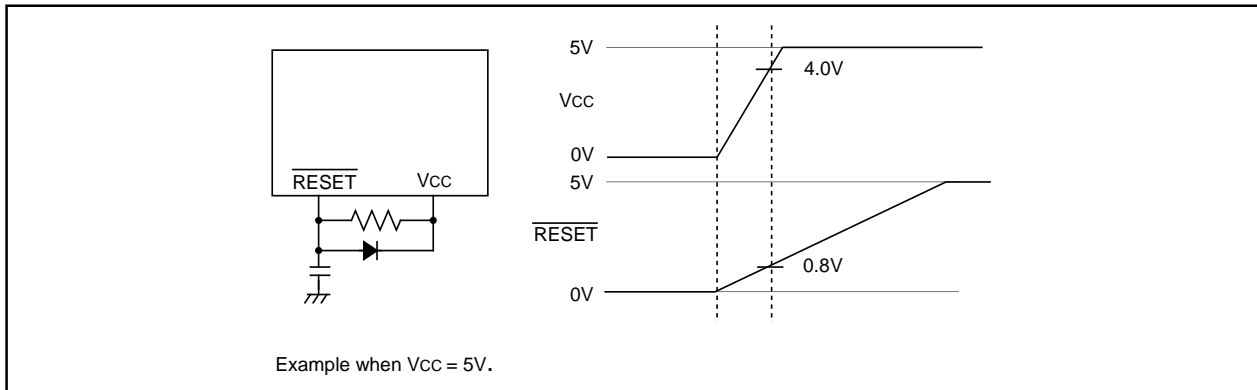 RESET VCC
Example when VCC = 5V.
5V
4.0V
VCC
0V
5V
RESET
0.8V
0V